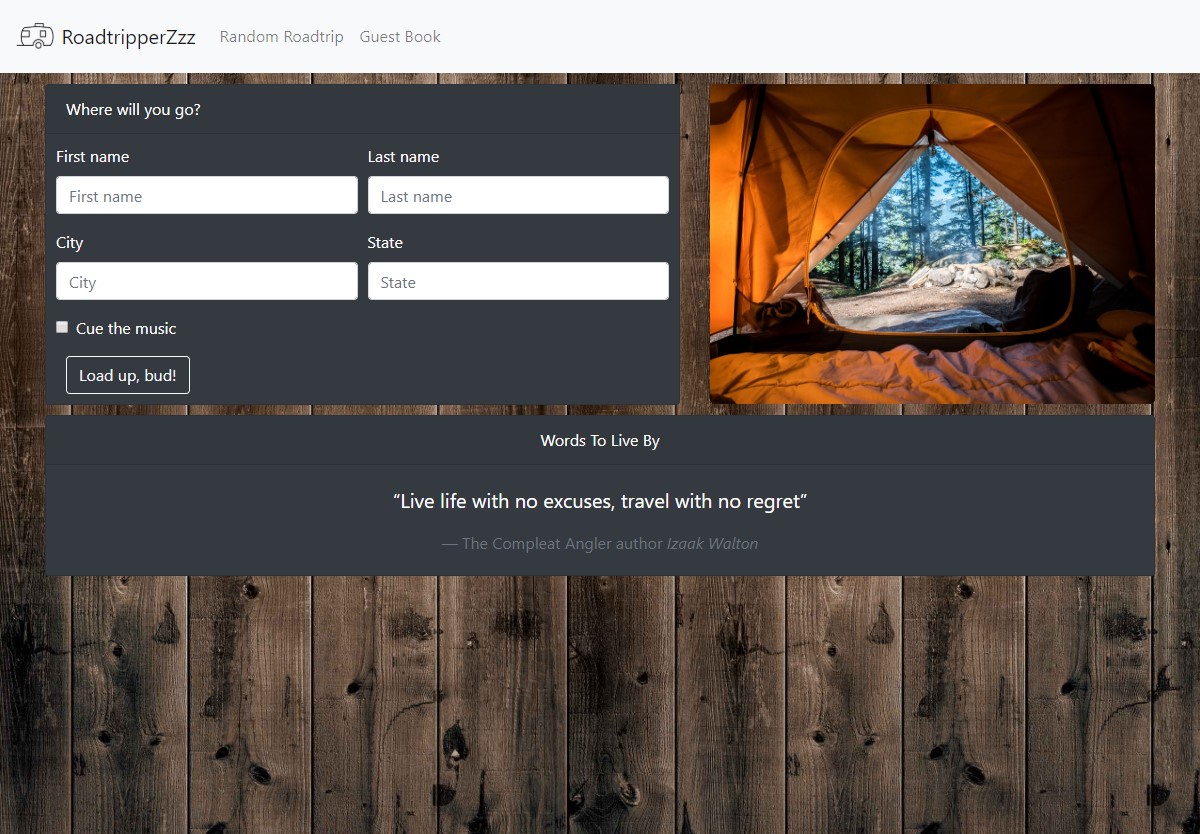 RoadtripperZzz Random Roadtrip Guest Book
Where will you go?
First name Last name
First name Last name
City State
City State
Cue the music
Load up, bud!
Words To Live By
“Live life with no excuses, travel with no regret”
— The Compleat Angler author Izaak Walton